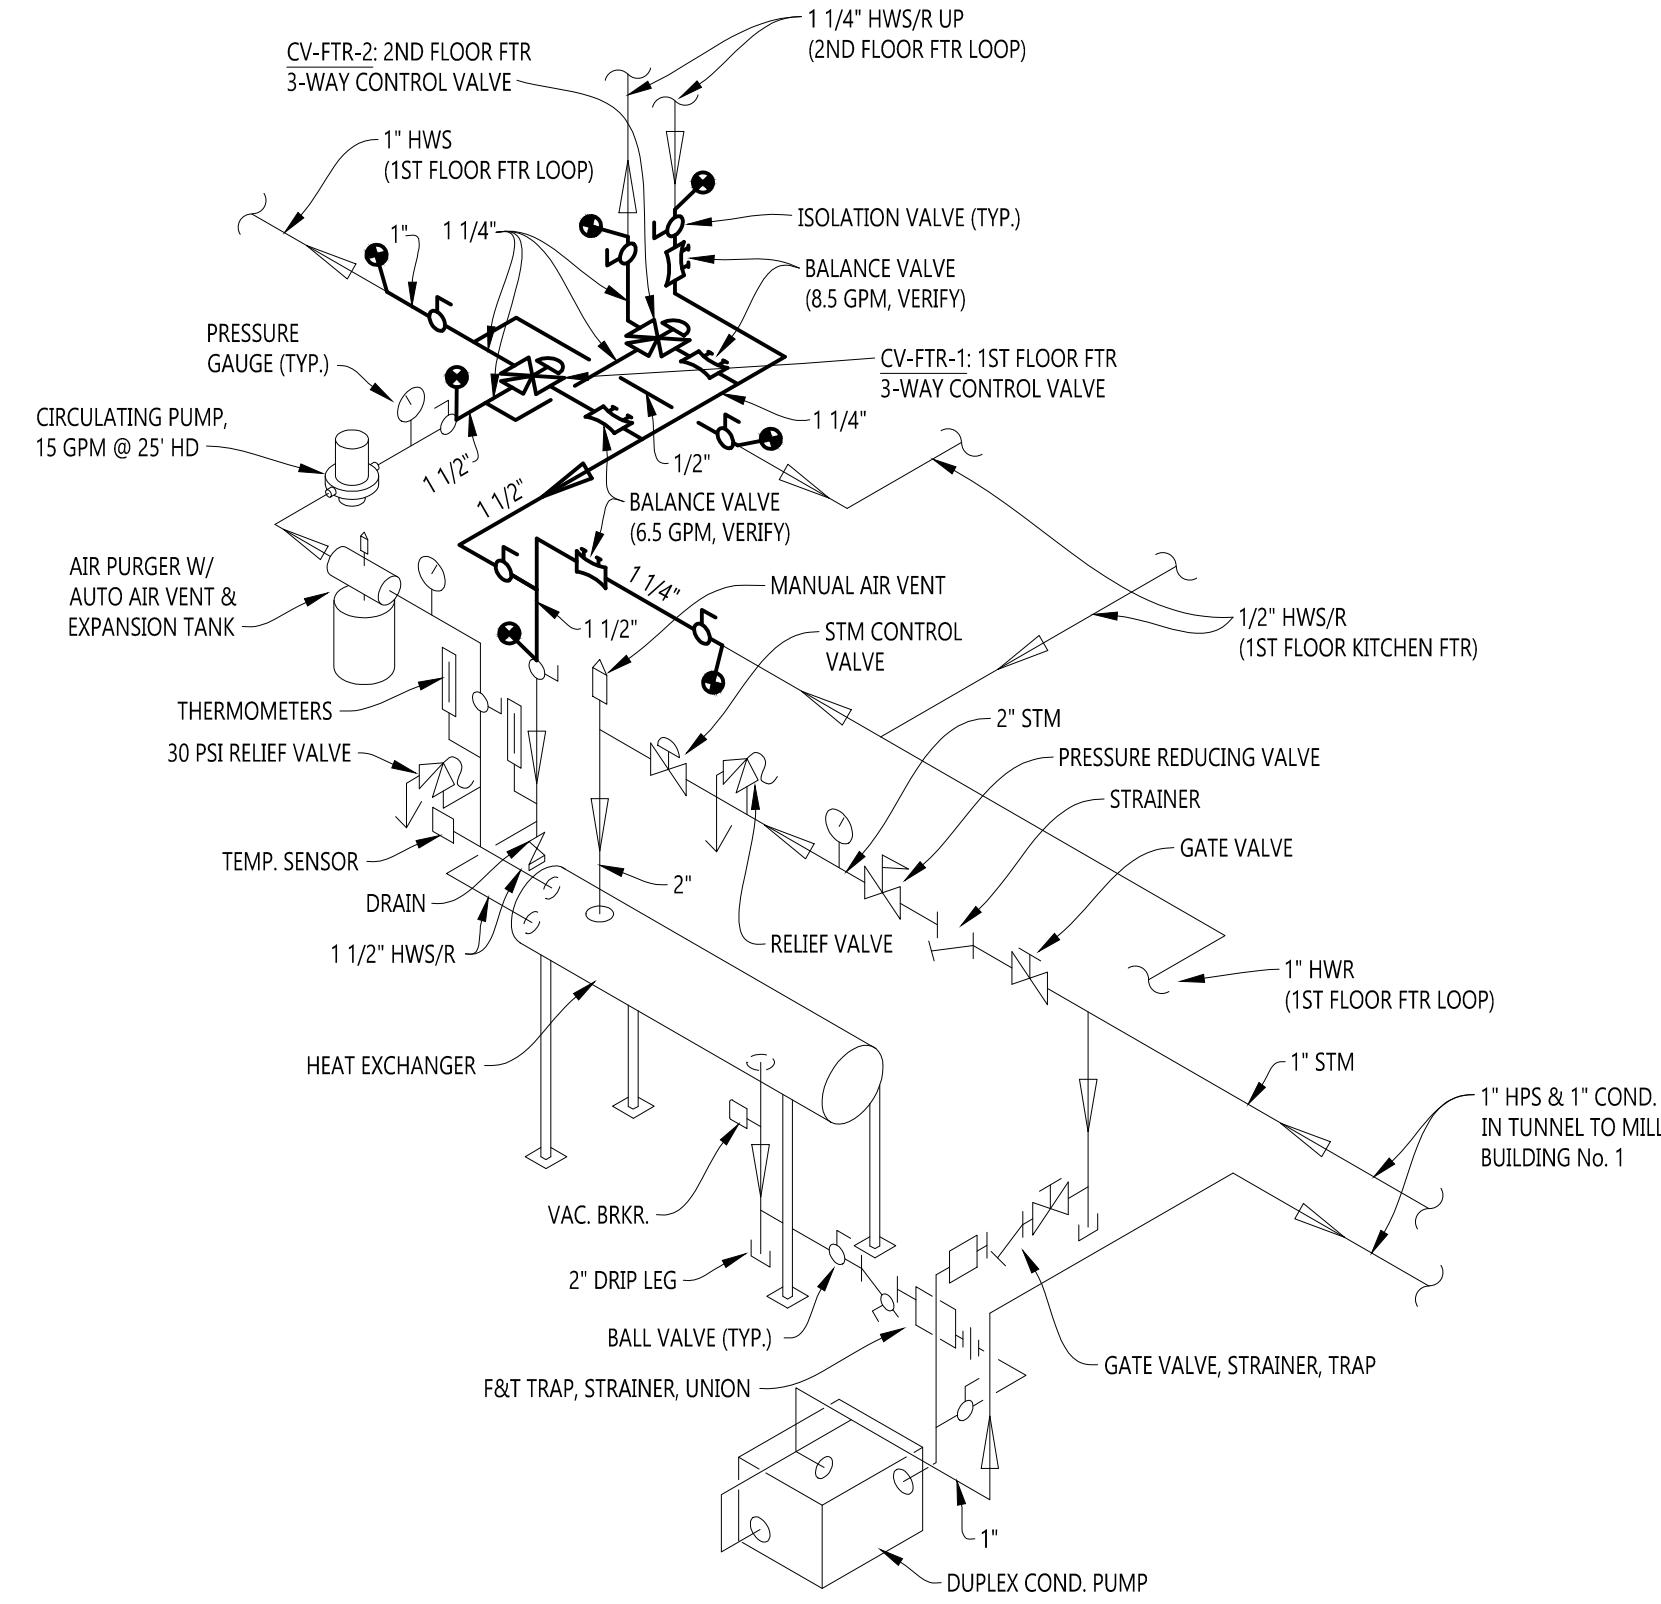 1 1/4" HWS/R UP
(2ND FLOOR FTR LOOP)
CV-FTR-2: 2ND FLOOR FTR
3-WAY CONTROL VALVE
1" HWS
(1ST FLOOR FTR LOOP)
1"
1 1/4"
ISOLATION VALVE (TYP.)
BALANCE VALVE
(8.5 GPM, VERIFY)
PRESSURE
GAUGE (TYP.)
CV-FTR-1: 1ST FLOOR FTR
3-WAY CONTROL VALVE
CIRCULATING PUMP,
15 GPM @ 25' HD
1 1/4"
1 1/2"
1/2"
1 1/2"
BALANCE VALVE
(6.5 GPM, VERIFY)
AIR PURGER W/
AUTO AIR VENT &
EXPANSION TANK
1 1/4"
MANUAL AIR VENT
1 1/2"
STM CONTROL
VALVE
1/2" HWS/R
(1ST FLOOR KITCHEN FTR)
THERMOMETERS
2" STM
30 PSI RELIEF VALVE
PRESSURE REDUCING VALVE
STRAINER
TEMP. SENSOR
GATE VALVE
2"
DRAIN
RELIEF VALVE
1 1/2" HWS/R
1" HWR
(1ST FLOOR FTR LOOP)
HEAT EXCHANGER
1" STM
1" HPS & 1" COND.
IN TUNNEL TO MILL
BUILDING No. 1
VAC. BRKR.
2" DRIP LEG
BALL VALVE (TYP.)
GATE VALVE, STRAINER, TRAP
F&T TRAP, STRAINER, UNION
1"
DUPLEX COND. PUMP